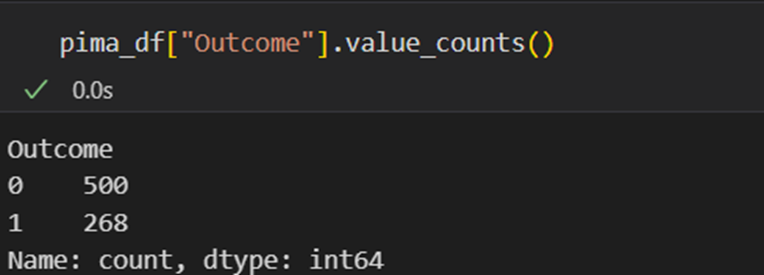 pima_df["Outcome"].value_counts()
0.0s
Outcome
0    500
1    268
Name: count, dtype: int64